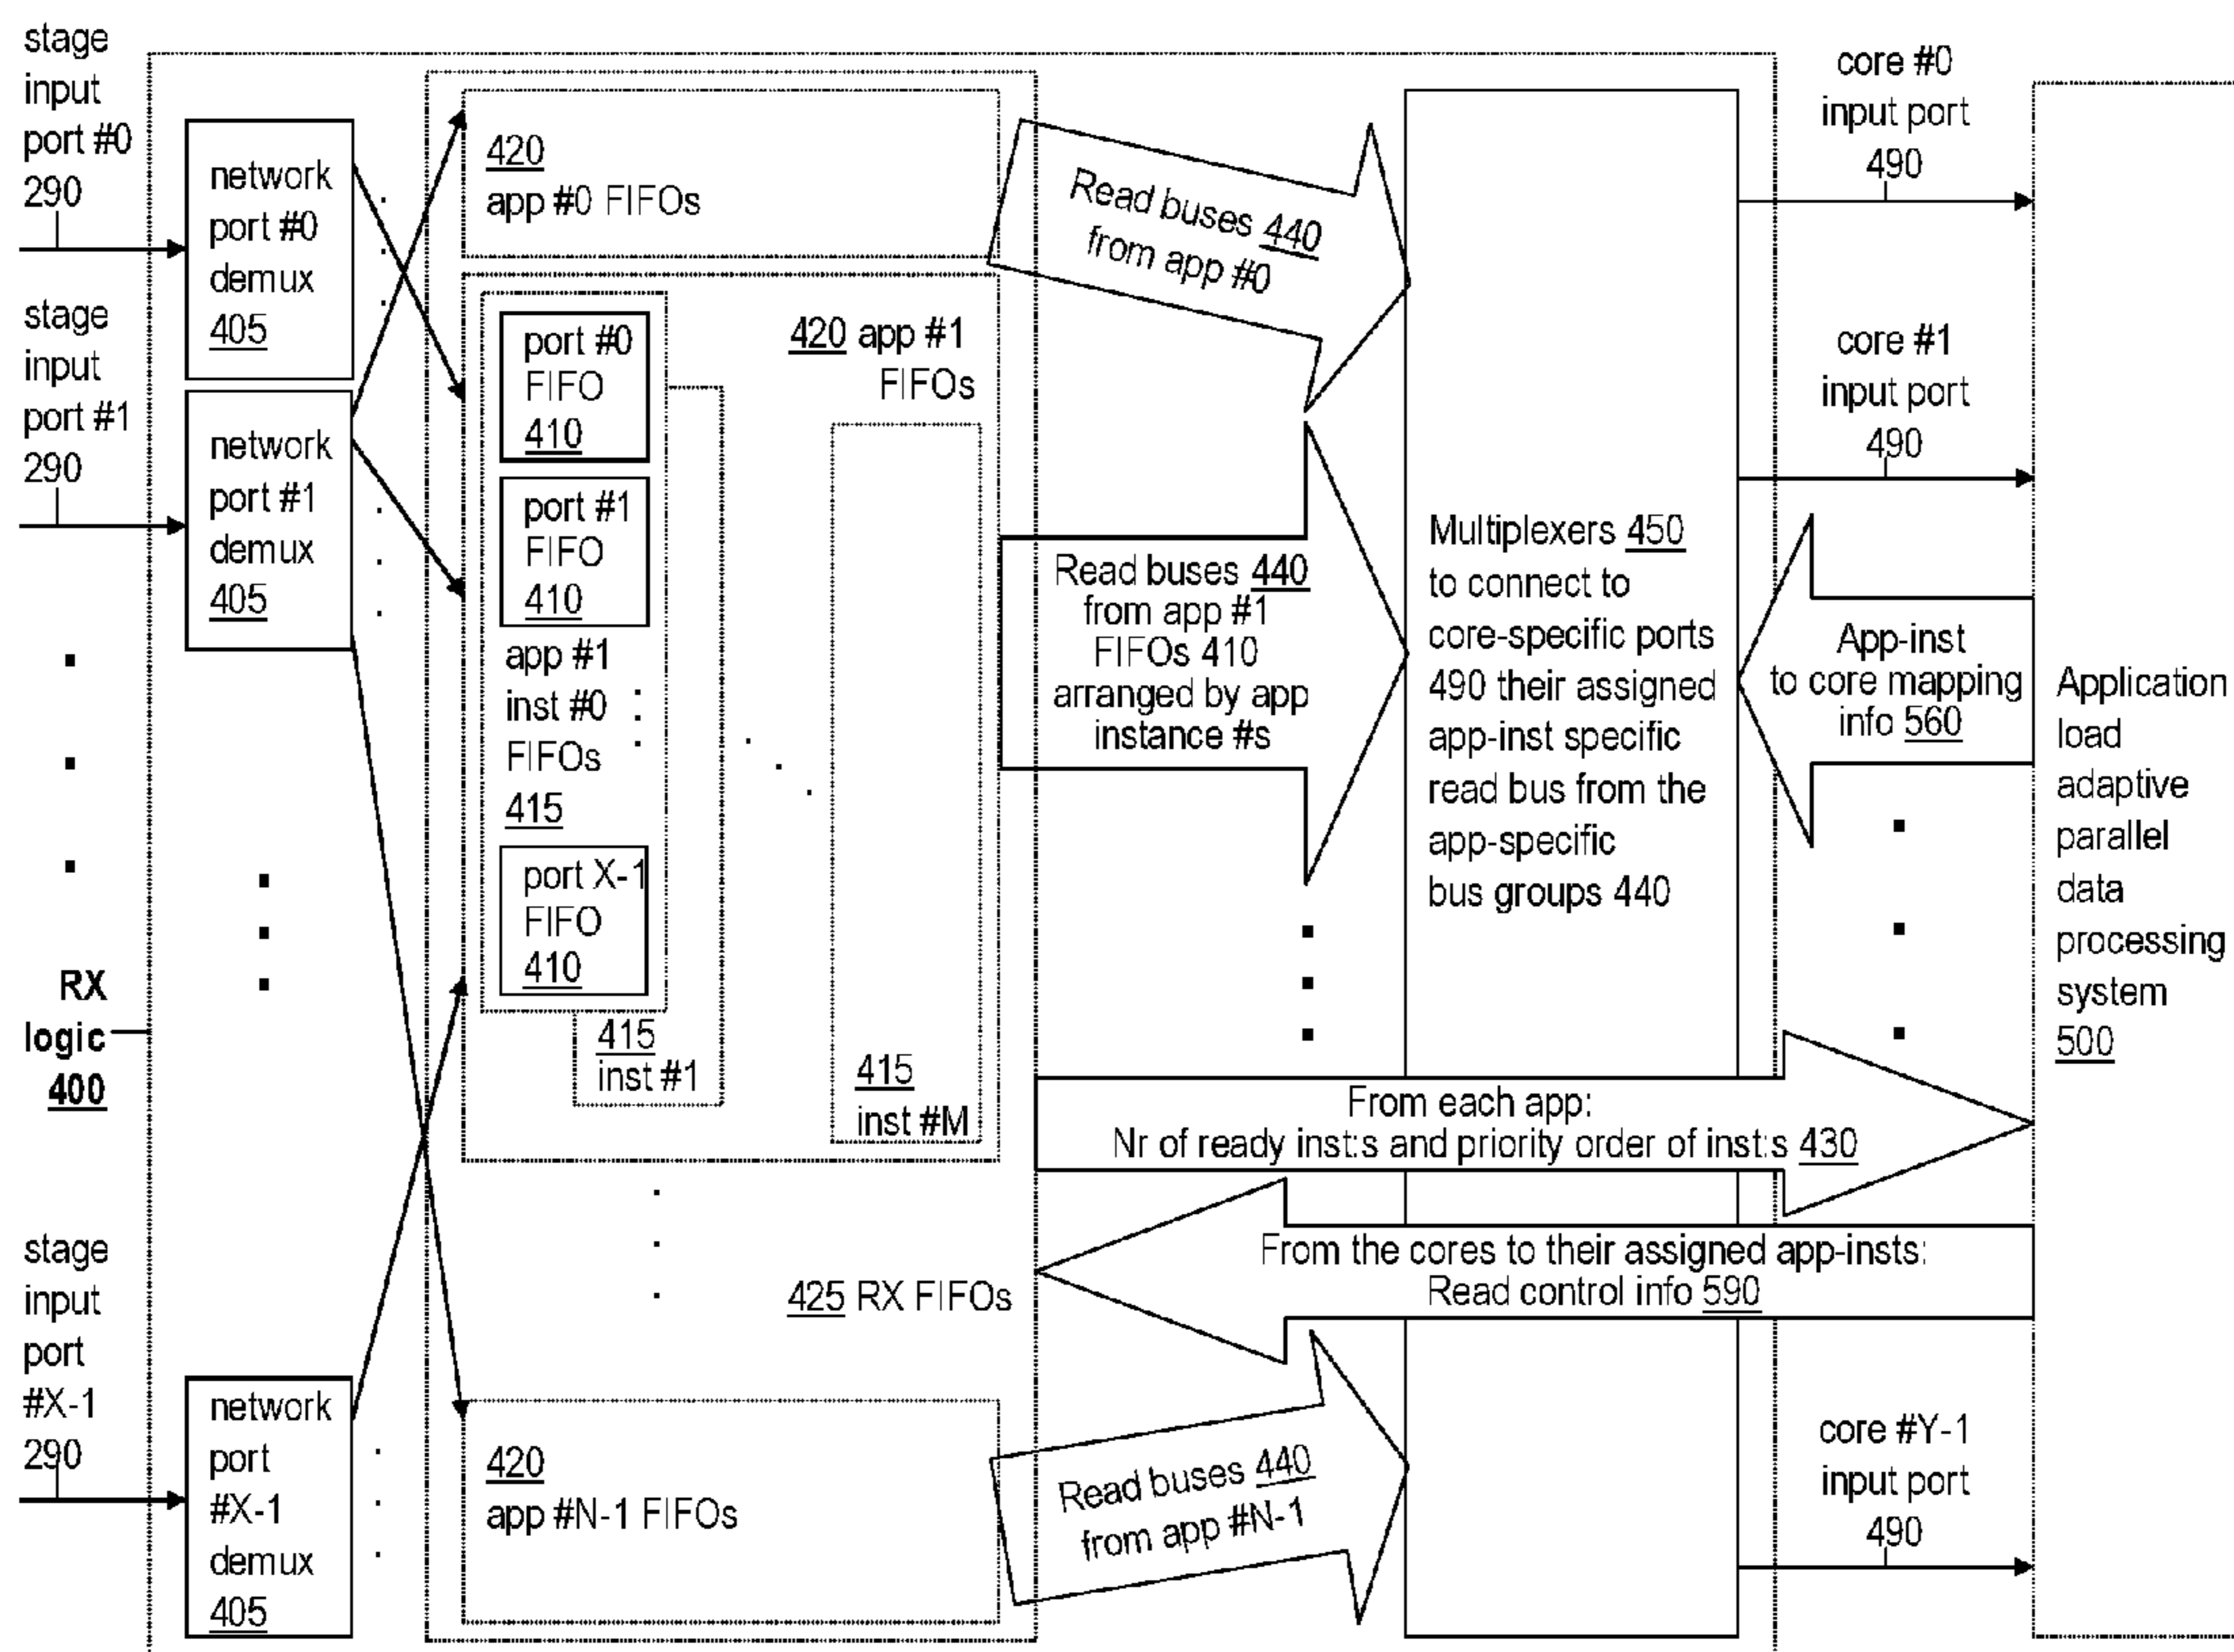 stage
input
port #0
290
stage
input
port #1
290
RX
logic
400
stage
input
port
#X-1
290
network
port #0
demux
405
network
port #1
demux
405
network
port
#X-1
demux
405
420
app #0 FIFOs
420 app #1
FIFOs
port #0
FIFO
410
port #1
FIFO
410
app #1
inst #0
FIFOs
415
port X-1
FIFO
410
415
inst #1
415
inst #M
425 RX FIFOs
420
app #N-1 FIFOs
Read buses 440
from app #0
Read buses 440
from app #1
FIFOs 410
arranged by app
instance #s
Read buses 440
from app #N-1
Multiplexers 450
to connect to
core-specific ports
490 their assigned
app-inst specific
read bus from the
app-specific
bus groups 440
From each app:
Nr of ready inst:s and priority order of inst:s 430
From the cores to their assigned app-insts:
Read control info 590
core #0
input port
490
core #1
input port
490
App-inst
to core mapping
info 560
core #Y-1
input port
490
Application
load
adaptive
parallel
data
processing
system
500